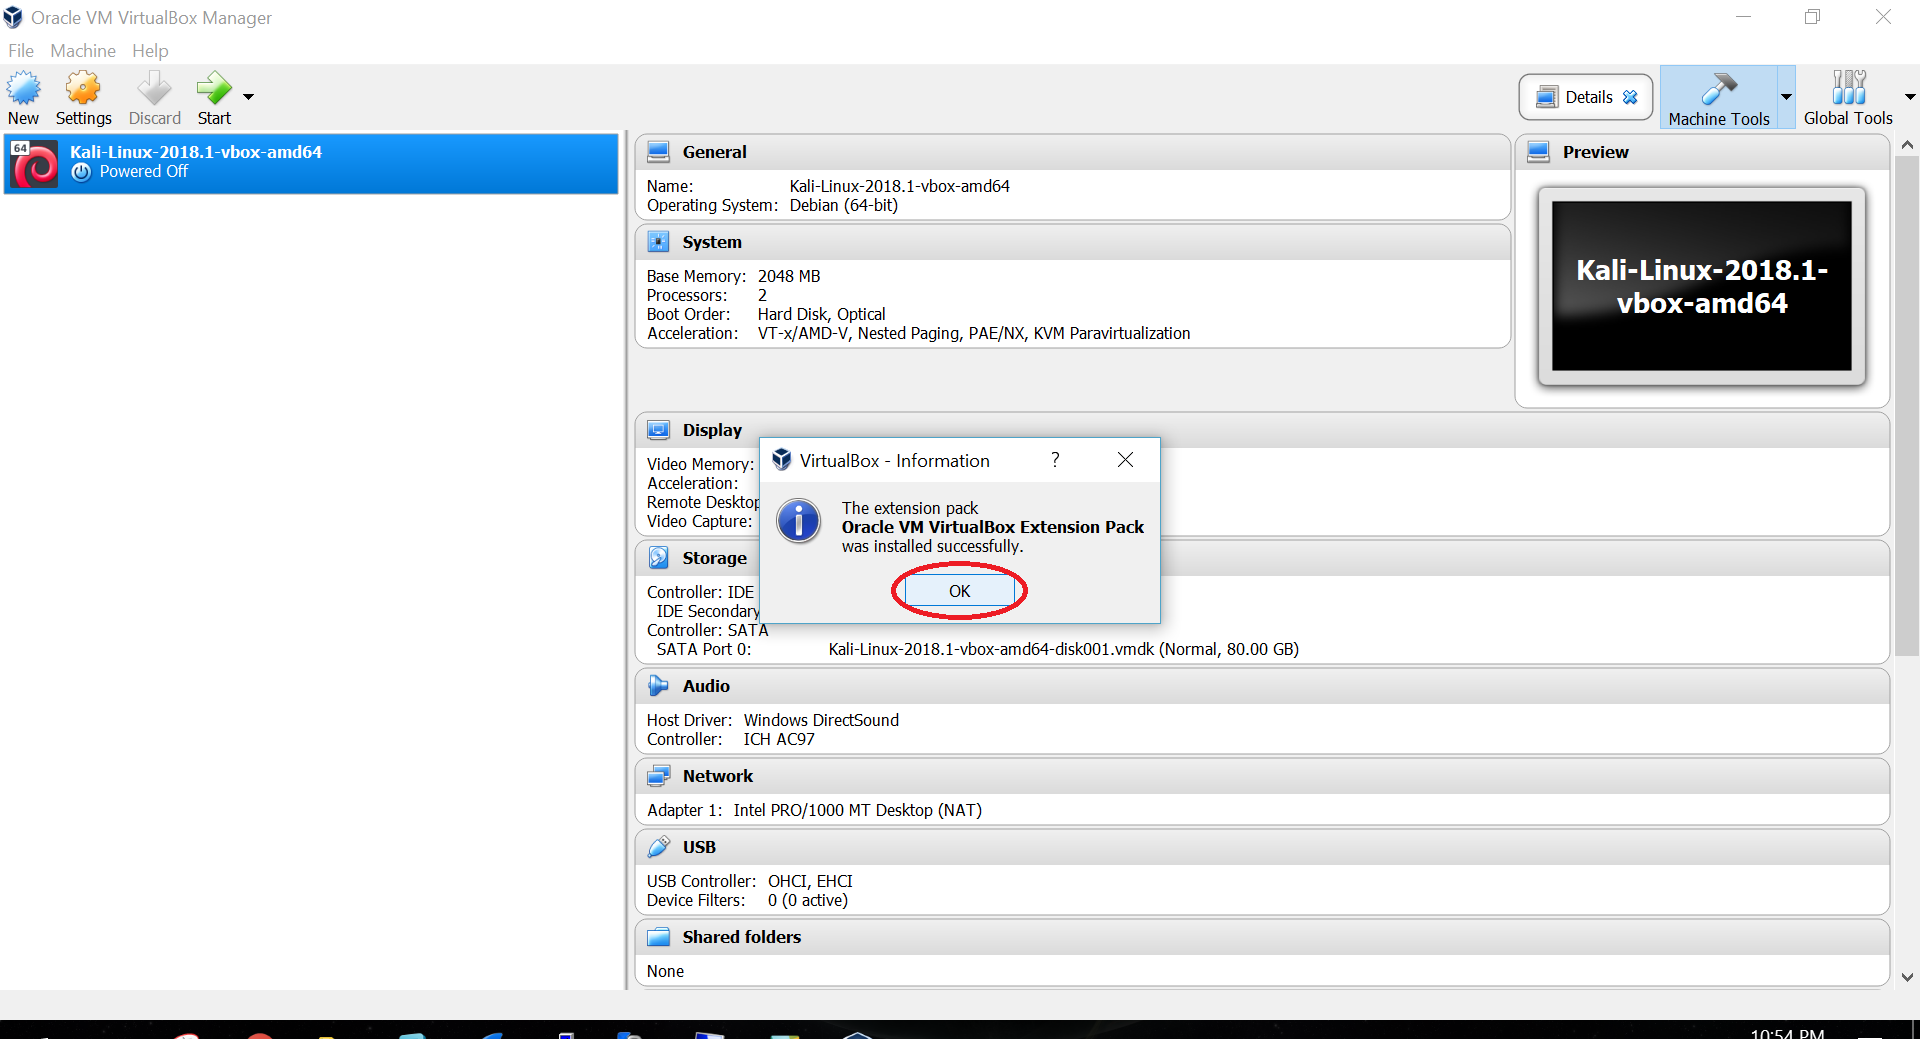 Oracle VM VirtualBox Manager
File Machine Help
New Settings Discard Start
Details Machine Tools Global Tools
64
Kali-Linux-2018.1-vbox-amd64
Powered Off
General
Name: Kali-Linux-2018.1-vbox-amd64
Operating System: Debian (64-bit)
System
Base Memory: 2048 MB
Processors: 2
Boot Order: Hard Disk, Optical
Acceleration: VT-x/AMD-V, Nested Paging, PAE/NX, KVM Paravirtualization
Preview
Kali-Linux-2018.1-
vbox-amd64
Display
Video Memory:
Acceleration:
Remote Desktop
Video Capture:
VirtualBox - Information ?
The extension pack
Oracle VM VirtualBox Extension Pack
was installed successfully.
OK
Storage
Controller: IDE
IDE Secondary
Controller: SATA
SATA Port 0: Kali-Linux-2018.1-vbox-amd64-disk001.vmdk (Normal, 80.00 GB)
Audio
Host Driver: Windows DirectSound
Controller: ICH AC97
Network
Adapter 1: Intel PRO/1000 MT Desktop (NAT)
USB
USB Controller: OHCI, EHCI
Device Filters: 0 (0 active)
Shared folders
None
10:54 PM